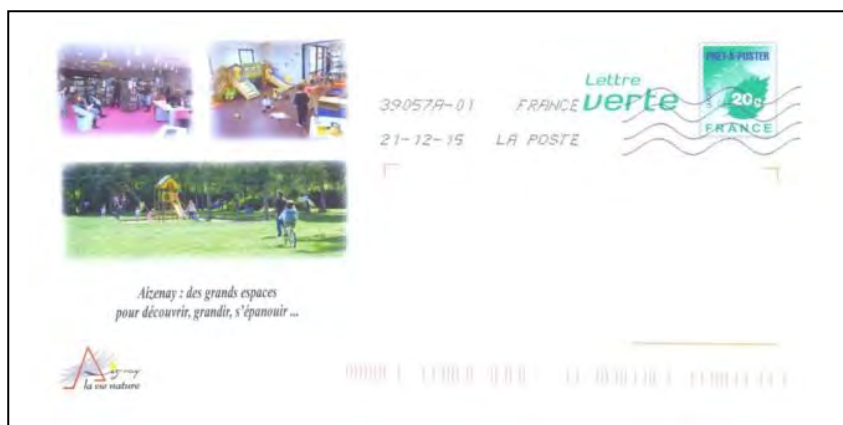 Lettre
verte
PRÊT-À-POSTER
20g
FRANCE
39057A-01 FRANCE
21-12-15 LA POSTE
Aizenay : des grands espaces
pour découvrir, grandir, s'épanouir ...
Aizenay
la vie nature